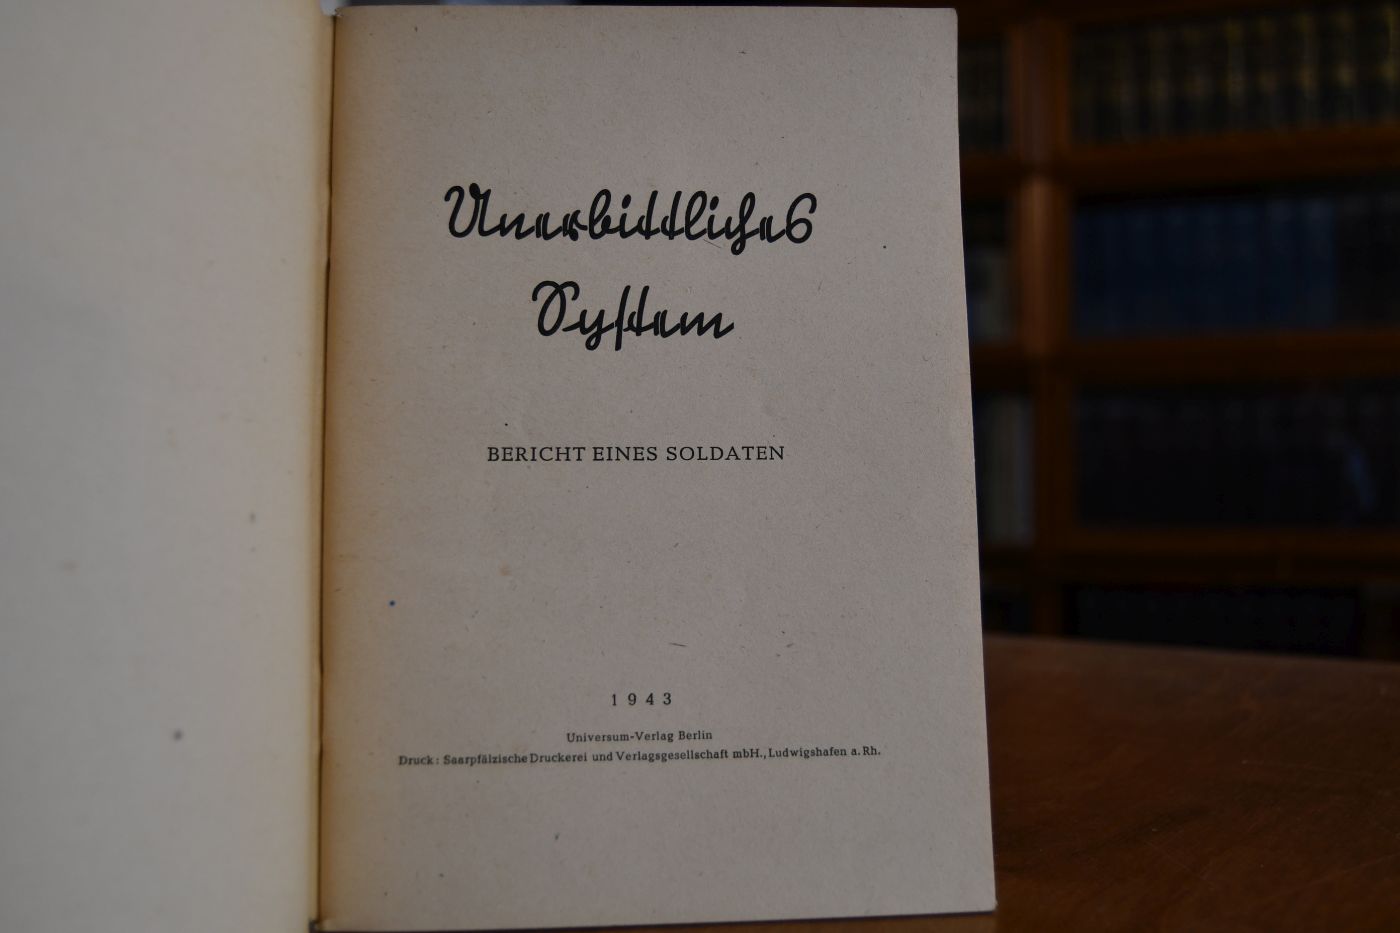 Unerbittliches
System
BERICHT EINES SOLDATEN
1943
Universum-Verlag Berlin
Druck: Saarpfälzische Druckerei und Verlagsgesellschaft mbH., Ludwigshafen a. Rh.